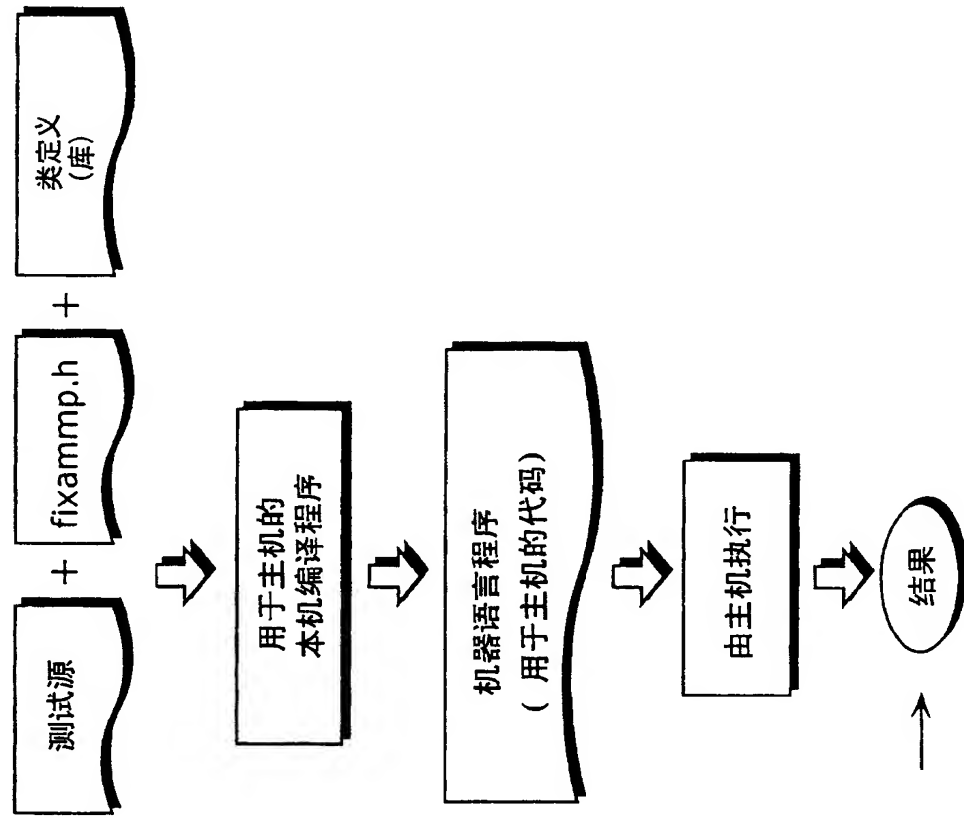 测试源
+
fixammp.h
+
类定义
(库)
用于主机的
本机编译程序
机器语言程序
( 用于主机的代码)
由主机执行
结果